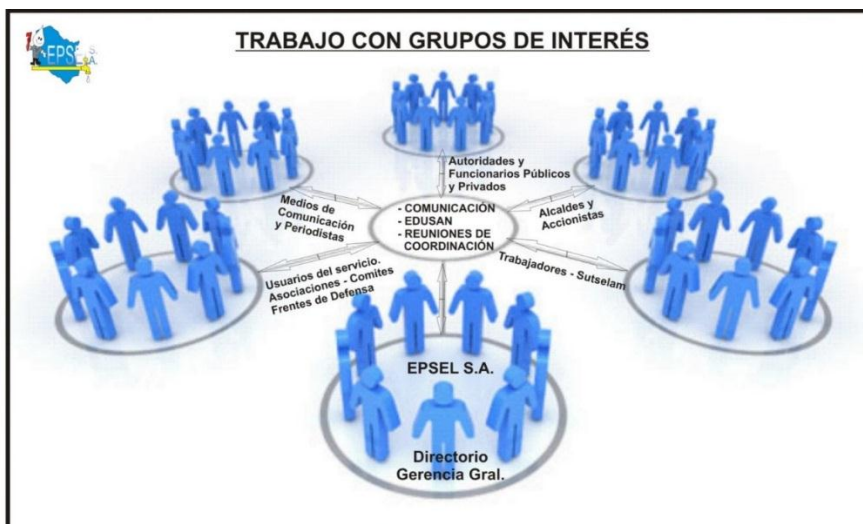 EPSEL S.A.
TRABAJO CON GRUPOS DE INTERÉS
Autoridades y
Funcionarios Públicos
y Privados
Medios de
Comunicación
y Periodistas
- COMUNICACIÓN
- EDUSAN
- REUNIONES DE
COORDINACIÓN
Alcaldes y
Accionistas
Usuarios del servicio.
Asociaciones - Comites
Frentes de Defensa
Trabajadores - Sutselam
EPSEL S.A.
Directorio
Gerencia Gral.